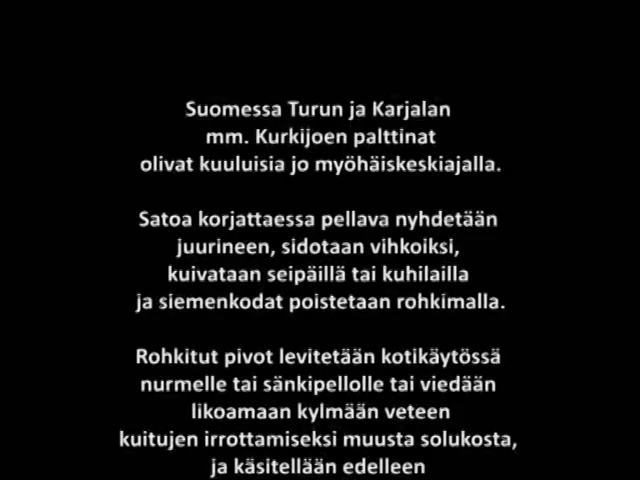 Suomessa Turun ja Karjalan
mm. Kurkijoen palttinat
olivat kuuluisia jo myöhäiskeskiajalla.
Satoa korjattaessa pellava nyhdetään
juurineen, sidotaan vihkoiksi,
kuivataan seipäillä tai kuhilailla
ja siemenkodat poistetaan rohkimalla.
Rohkitut pivot levitetään kotikäytössä
nurmelle tai sänkipellolle tai viedään
likoamaan kylmään veteen
kuitujen irrottamiseksi muusta solukosta,
ja käsitellään edelleen